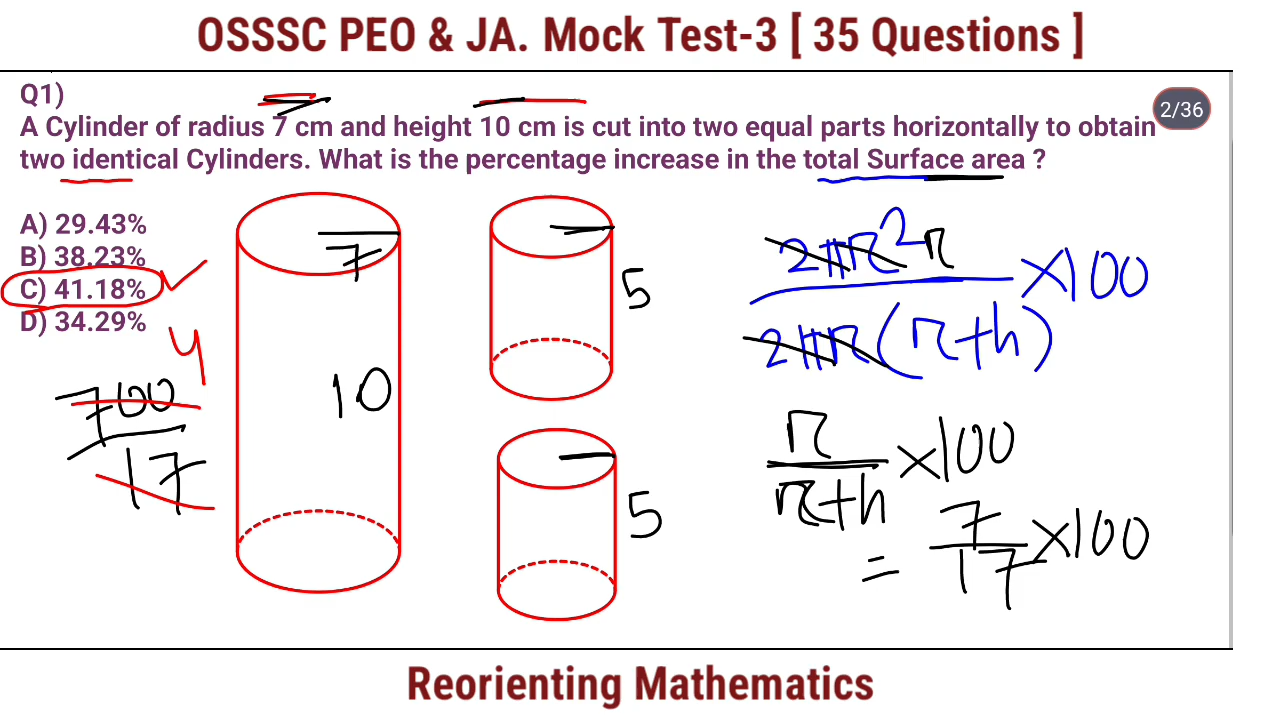 OSSSC PEO & JA. Mock Test-3 [ 35 Questions ]
Q1)
2/36
A Cylinder of radius 7 cm and height 10 cm is cut into two equal parts horizontally to obtain
two identical Cylinders. What is the percentage increase in the total Surface area ?
A) 29.43%
B) 38.23%
C) 41.18%
D) 34.29%
4
700
17
7
10
5
5
2πr² r
2πr(r+h) ×100
r
r+h ×100
= 7
17 ×100
Reorienting Mathematics